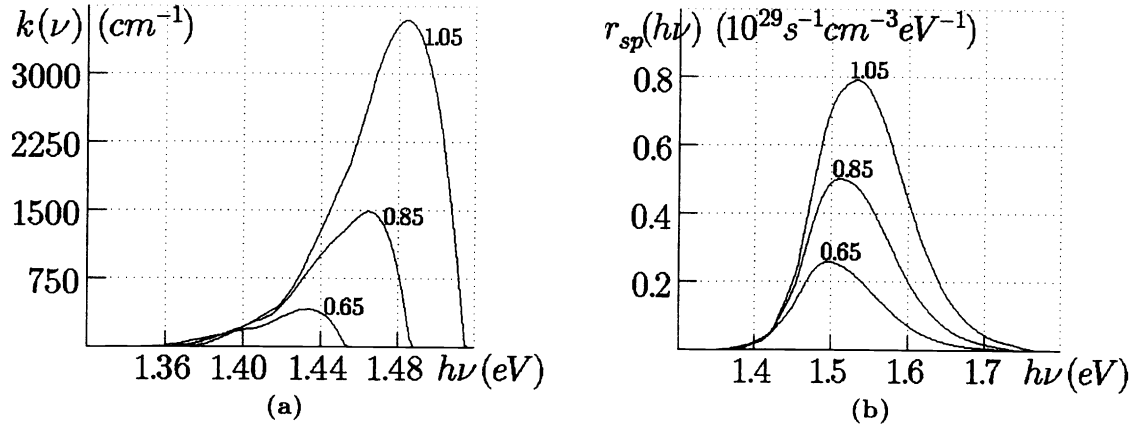 k(ν) (cm⁻¹)
1.05
3000
2250
1500
0.85
750
0.65
1.36 1.40 1.44 1.48 hν(eV)
(a)
r_sp(hν) (10²⁹s⁻¹cm⁻³eV⁻¹)
1.05
0.8
0.6
0.85
0.4
0.65
0.2
1.4 1.5 1.6 1.7 hν(eV)
(b)